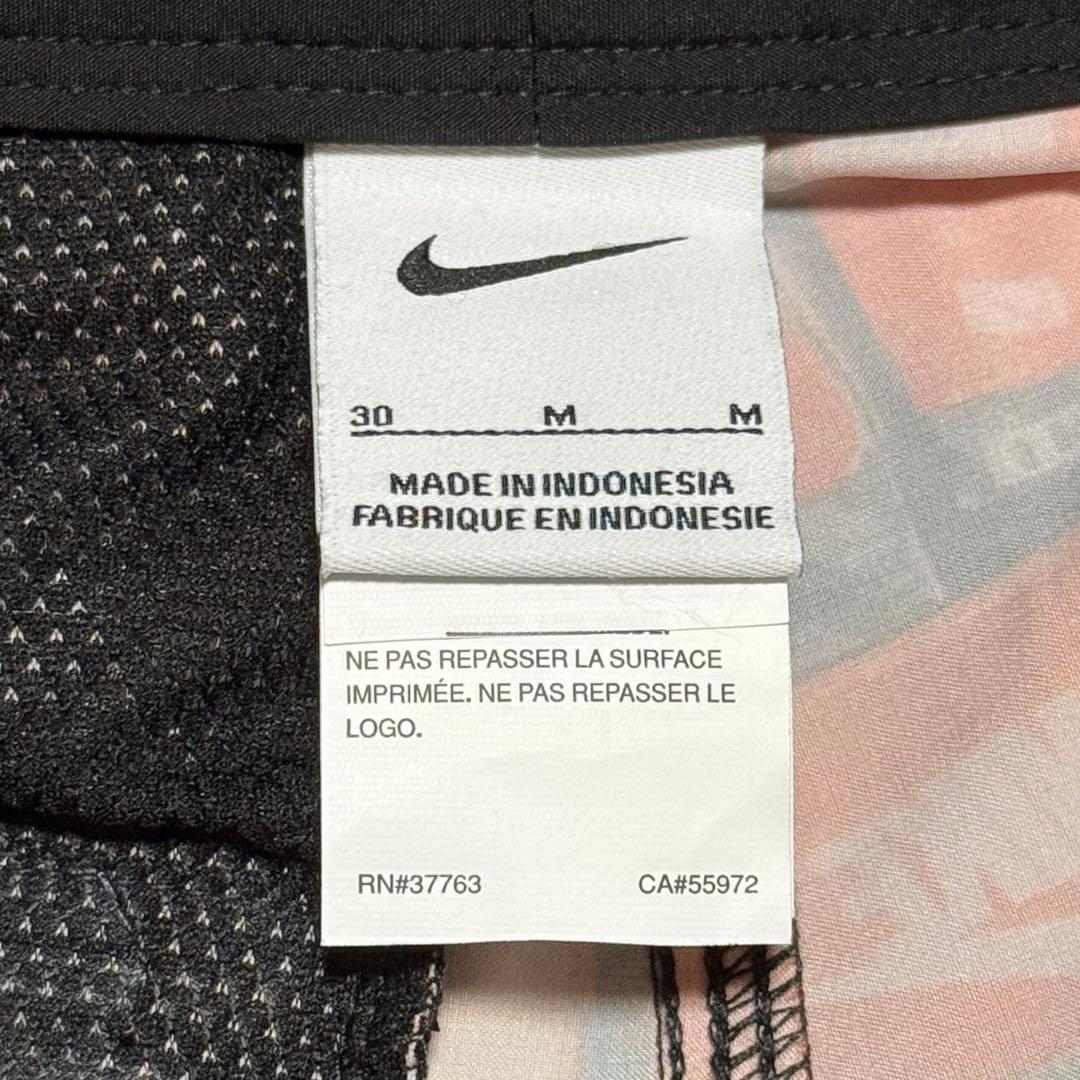 30 M M
MADE IN INDONESIA
FABRIQUE EN INDONESIE
NE PAS REPASSER LA SURFACE
IMPRIMÉE. NE PAS REPASSER LE
LOGO.
RN#37763 CA#55972